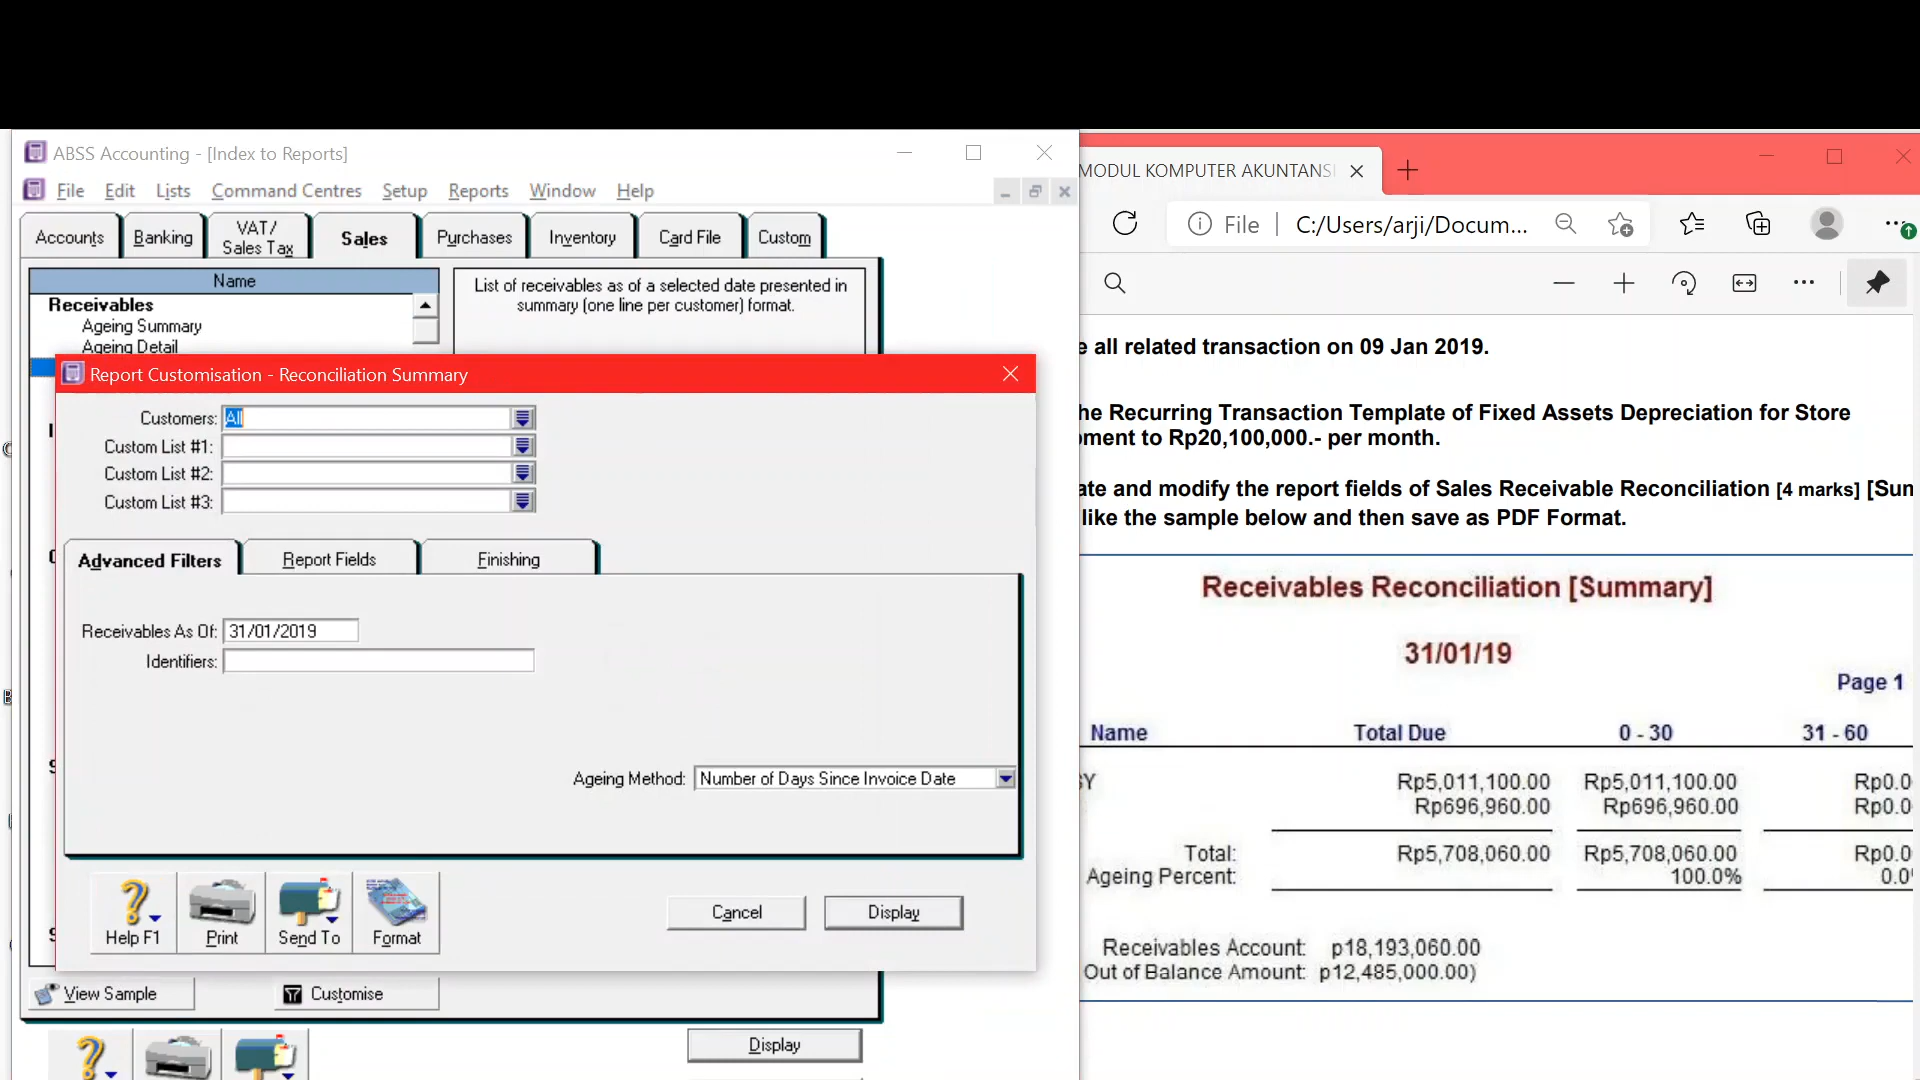 ABSS Accounting - [Index to Reports]
File Edit Lists Command Centres Setup Reports Window Help
Accounts Banking VAT/ Sales Tax Sales Purchases Inventory Card File Custom
Name
Receivables
Ageing Summary
Ageing Detail
List of receivables as of a selected date presented in
summary (one line per customer) format.
Report Customisation - Reconciliation Summary
Customers: All
Custom List #1:
Custom List #2:
Custom List #3:
Advanced Filters Report Fields Finishing
Receivables As Of: 31/01/2019
Identifiers:
Ageing Method: Number of Days Since Invoice Date
Help F1 Print Send To Format
Cancel Display
View Sample Customise
Display
MODUL KOMPUTER AKUNTANSI
File C:/Users/arji/Docum...
all related transaction on 09 Jan 2019.
Recurring Transaction Template of Fixed Assets Depreciation for Store
to Rp20,100,000.- per month.
and modify the report fields of Sales Receivable Reconciliation [4 marks]
like the sample below and then save as PDF Format.
Receivables Reconciliation [Summary]
31/01/19
Page 1
Name Total Due 0 - 30 31 - 60
Rp5,011,100.00 Rp5,011,100.00 Rp0.0
Rp696,960.00 Rp696,960.00 Rp0.0
Total: Rp5,708,060.00 Rp5,708,060.00 Rp0.0
Ageing Percent: 100.0% 0.0
Receivables Account: p18,193,060.00
Out of Balance Amount: p12,485,000.00)